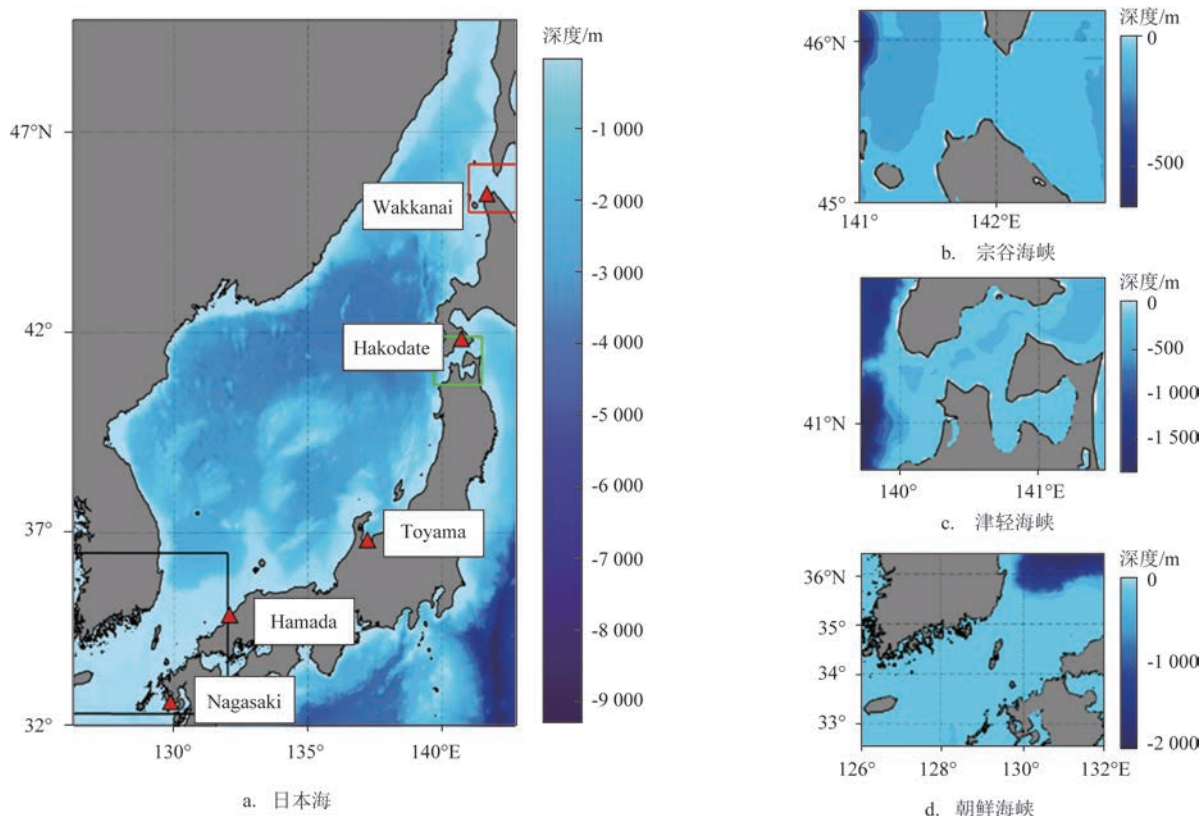 深度/m
47°N
42°
37°
32°
130°
135°
140°E
-1 000
-2 000
-3 000
-4 000
-5 000
-6 000
-7 000
-8 000
-9 000
Wakkanai
Hakodate
Toyama
Hamada
Nagasaki
a. 日本海
深度/m
46°N
45°
141°
142°E
0
-500
b. 宗谷海峡
深度/m
41°N
140°
141°E
0
-500
-1 000
-1 500
c. 津轻海峡
深度/m
36°N
35°
34°
33°
126°
128°
130°
132°E
0
-1 000
-2 000
d. 朝鲜海峡